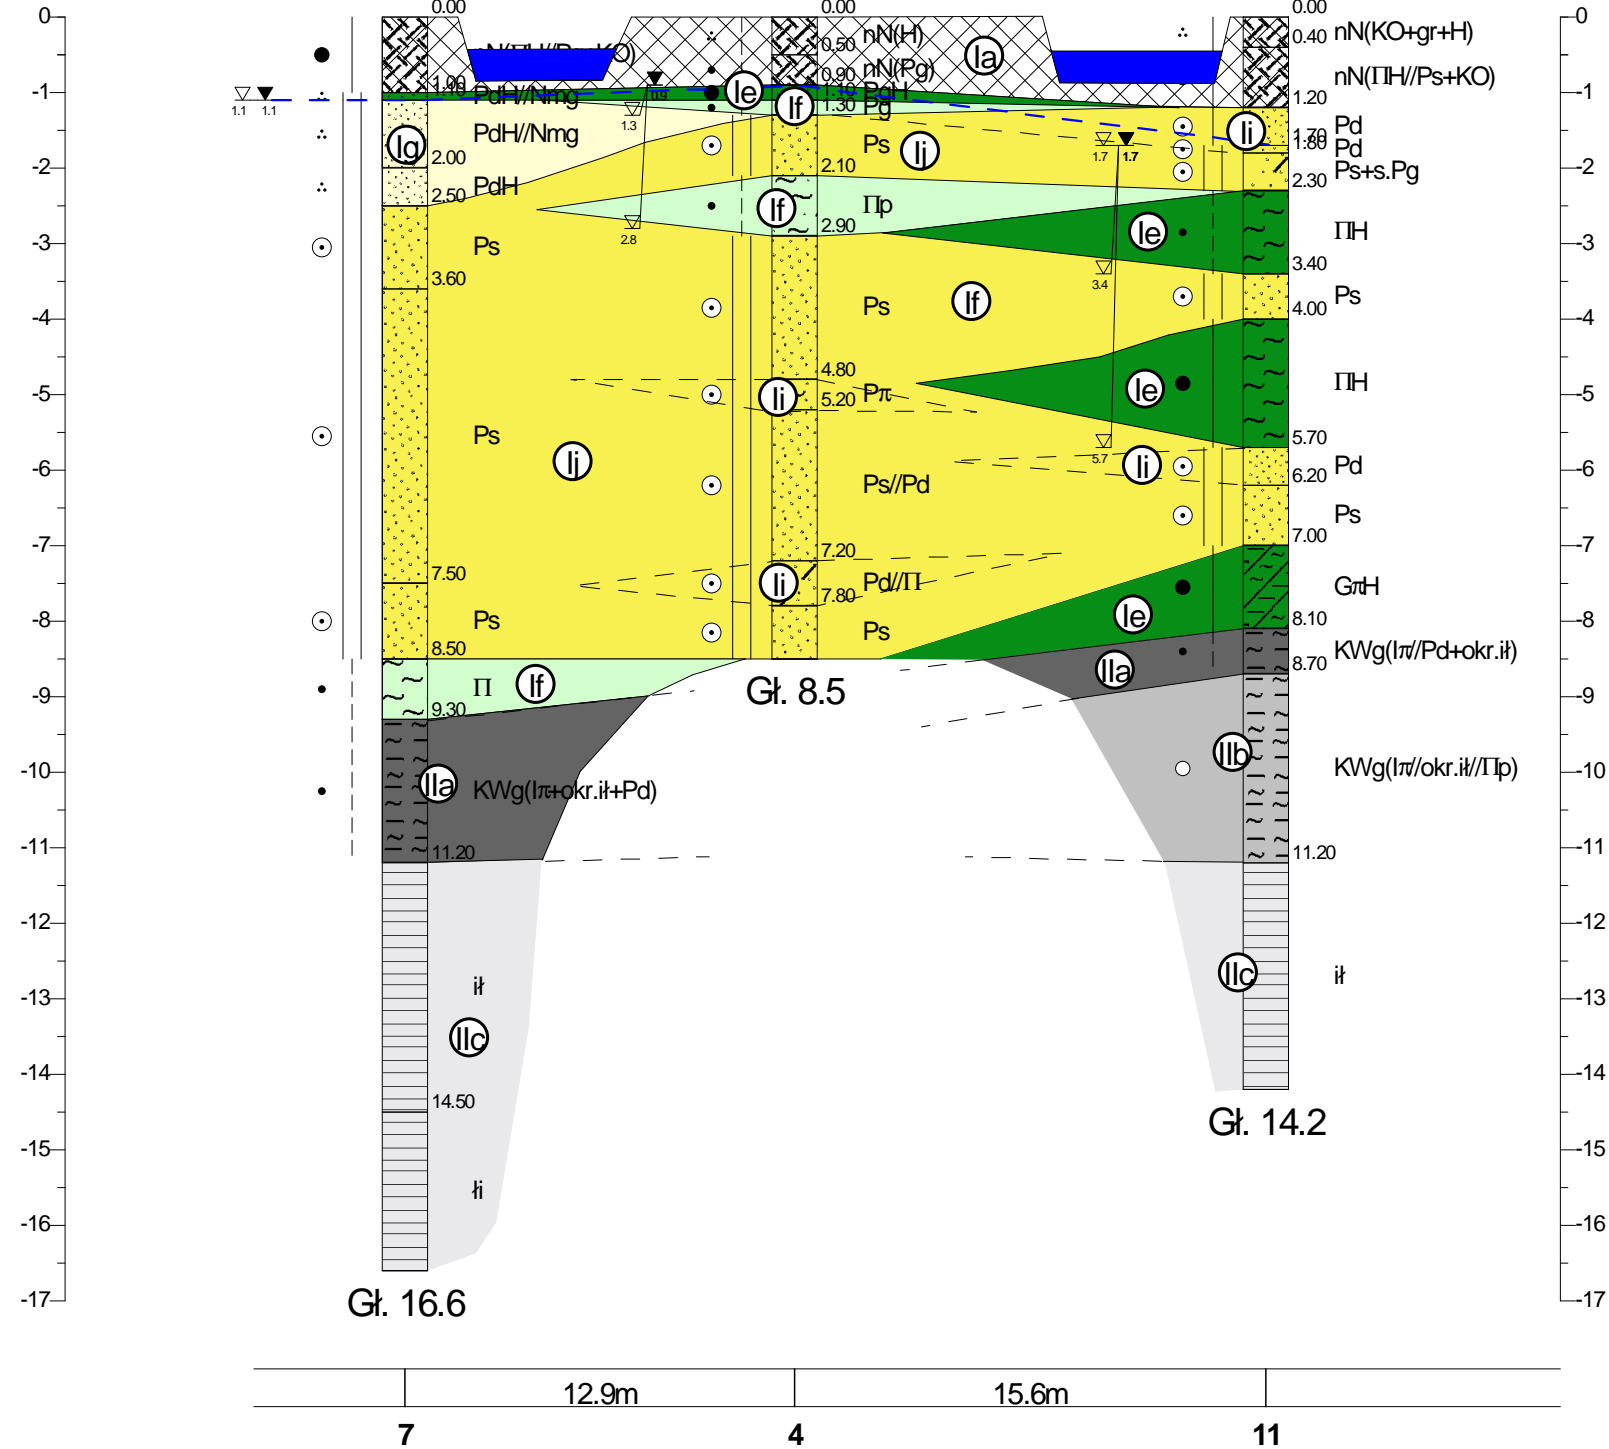 0
-1
-2
-3
-4
-5
-6
-7
-8
-9
-10
-11
-12
-13
-14
-15
-16
-17
1.1 1.1
0.00
1.00
1.10
PdH//Nmg
Ig
PdH//Nmg
2.00
PdH
2.50
Ps
3.60
Ps
Ij
7.50
Ps
8.50
Π
If
9.30
IIa
KWg(Iπ+okr.ił+Pd)
11.20
ił
IIc
14.50
łi
Gł. 16.6
0.9
1.3
2.8
0.00
nN(H)
0.50
nN(Pg)
0.90
PgH
1.10
Pg
1.30
Ie
If
Ia
Ps
Ij
2.10
If
Πp
2.90
Ps
If
4.80
Ii
Pπ
5.20
Ps//Pd
7.20
Ii
Pd//Π
7.80
Ps
Gł. 8.5
1.7 1.7
3.4
5.7
0.00
nN(KO+gr+H)
0.40
nN(ΠH//Ps+KO)
1.20
Ii
Pd
1.70
Pd
1.80
Ps+s.Pg
2.30
Ie
ΠH
3.40
Ps
4.00
Ie
ΠH
5.70
Ii
Pd
6.20
Ps
7.00
Ie
GπH
8.10
IIa
KWg(Iπ//Pd+okr.ił)
8.70
IIb
KWg(Iπ//okr.ił//Πp)
11.20
IIc
ił
Gł. 14.2
0
-1
-2
-3
-4
-5
-6
-7
-8
-9
-10
-11
-12
-13
-14
-15
-16
-17
12.9m 15.6m
7 4 11